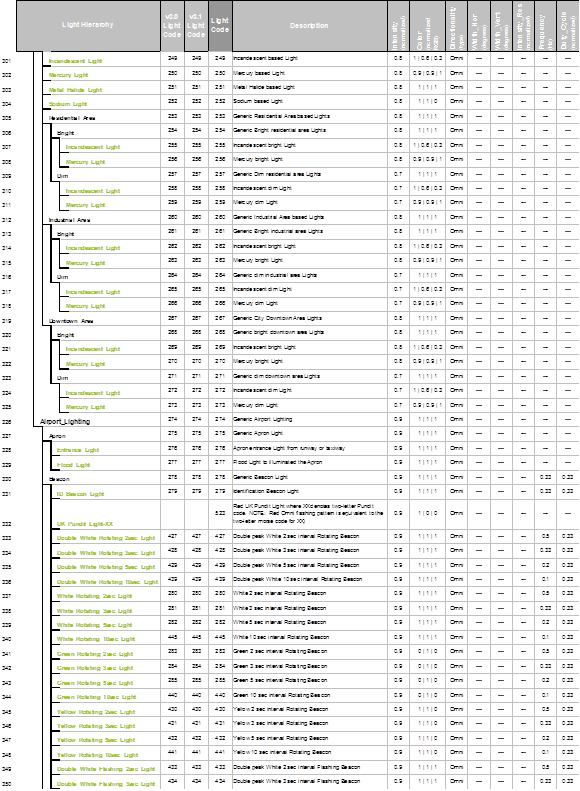 Light Hierarchy | v3.0 Light Code | v3.1 Light Code | Light Code | Description | Intensity (normalized) | Color (normalized RGB) | Directionality (type) | Width_Hor (degrees) | Width_Vert (degrees) | Intensity_Res (normalized) | Frequency (Hz) | Duty_Cycle (normalized)
201 Incandescent Light 249 249 249 Incandescent based Light 0.8 1 | 0.6 | 0.3 Omni — — — — —
202 Mercury Light 250 250 250 Mercury based Light 0.8 0.9 | 0.9 | 1 Omni — — — — —
203 Metal Halide Light 251 251 251 Metal Halide based Light 0.8 1 | 1 | 1 Omni — — — — —
204 Sodium Light 252 252 252 Sodium based Light 0.8 1 | 1 | 0 Omni — — — — —
205 Residential Area 253 253 253 Generic Residential Area based Lights 0.8 1 | 1 | 1 Omni — — — — —
206 Bright 254 254 254 Generic Bright residential area Lights 0.8 1 | 1 | 1 Omni — — — — —
207 Incandescent Light 255 255 255 Incandescent bright Light 0.8 1 | 0.6 | 0.3 Omni — — — — —
208 Mercury Light 256 256 256 Mercury bright Light 0.8 0.9 | 0.9 | 1 Omni — — — — —
209 Dim 257 257 257 Generic Dim residential area Lights 0.7 1 | 1 | 1 Omni — — — — —
210 Incandescent Light 258 258 258 Incandescent dim Light 0.7 1 | 0.6 | 0.3 Omni — — — — —
211 Mercury Light 259 259 259 Mercury dim Light 0.7 0.9 | 0.9 | 1 Omni — — — — —
212 Industrial Area 260 260 260 Generic Industrial Area based Lights 0.8 1 | 1 | 1 Omni — — — — —
213 Bright 261 261 261 Generic Bright industrial area Lights 0.8 1 | 1 | 1 Omni — — — — —
214 Incandescent Light 262 262 262 Incandescent bright Light 0.8 1 | 0.6 | 0.3 Omni — — — — —
215 Mercury Light 263 263 263 Mercury bright Light 0.8 0.9 | 0.9 | 1 Omni — — — — —
216 Dim 264 264 264 Generic dim industrial area Lights 0.7 1 | 1 | 1 Omni — — — — —
217 Incandescent Light 265 265 265 Incandescent dim Light 0.7 1 | 0.6 | 0.3 Omni — — — — —
218 Mercury Light 266 266 266 Mercury dim Light 0.7 0.9 | 0.9 | 1 Omni — — — — —
219 Downtown Area 267 267 267 Generic City Downtown Area Lights 0.8 1 | 1 | 1 Omni — — — — —
220 Bright 268 268 268 Generic bright downtown area Lights 0.8 1 | 1 | 1 Omni — — — — —
221 Incandescent Light 269 269 269 Incandescent bright Light 0.8 1 | 0.6 | 0.3 Omni — — — — —
222 Mercury Light 270 270 270 Mercury bright Light 0.8 0.9 | 0.9 | 1 Omni — — — — —
223 Dim 271 271 271 Generic dim downtown area Lights 0.7 1 | 1 | 1 Omni — — — — —
224 Incandescent Light 272 272 272 Incandescent dim Light 0.7 1 | 0.6 | 0.3 Omni — — — — —
225 Mercury Light 273 273 273 Mercury dim Light 0.7 0.9 | 0.9 | 1 Omni — — — — —
226 Airport_Lighting 274 274 274 Generic Airport Lighting 0.9 1 | 1 | 1 Omni — — — — —
227 Apron 275 275 275 Generic Apron Light 0.9 1 | 1 | 1 Omni — — — — —
228 Entrance Light 276 276 276 Apron entrance Light from runway or taxiway 0.9 1 | 1 | 1 Omni — — — — —
229 Flood Light 277 277 277 Flood Light to illuminated the Apron 0.9 1 | 1 | 1 Omni — — — — —
230 Beacon 278 278 278 Generic Beacon Light 0.9 1 | 1 | 1 Omni — — — 0.33 0.33
231 ID Beacon Light 279 279 279 Identification Beacon Light 0.9 1 | 1 | 1 Omni — — — 0.33 0.33
232 UK Pundit Light-XX Red UK Pundit Light where XX denotes two-letter Pundit code. NOTE: Red Omni flashing pattern is equivalent to the two-letter morse code for XX 0.9 1 | 0 | 0 Omni — — — — —
233 Double White Rotating 2sec Light 427 427 427 Double peak White 2 sec interval Rotating Beacon 0.9 1 | 1 | 1 Omni — — — 0.5 0.33
234 Double White Rotating 3sec Light 428 428 428 Double peak White 3 sec interval Rotating Beacon 0.9 1 | 1 | 1 Omni — — — 0.33 0.33
235 Double White Rotating 5sec Light 429 429 429 Double peak White 5 sec interval Rotating Beacon 0.9 1 | 1 | 1 Omni — — — 0.2 0.33
236 Double White Rotating 10sec Light 439 439 439 Double peak White 10 sec interval Rotating Beacon 0.9 1 | 1 | 1 Omni — — — 0.1 0.33
237 White Rotating 2sec Light 280 280 280 White 2 sec interval Rotating Beacon 0.9 1 | 1 | 1 Omni — — — 0.5 0.33
238 White Rotating 3sec Light 281 281 281 White 3 sec interval Rotating Beacon 0.9 1 | 1 | 1 Omni — — — 0.33 0.33
239 White Rotating 5sec Light 282 282 282 White 5 sec interval Rotating Beacon 0.9 1 | 1 | 1 Omni — — — 0.2 0.33
240 White Rotating 10sec Light 445 445 445 White 10 sec interval Rotating Beacon 0.9 1 | 1 | 1 Omni — — — 0.1 0.33
241 Green Rotating 2sec Light 283 283 283 Green 2 sec interval Rotating Beacon 0.9 0 | 1 | 0 Omni — — — 0.5 0.33
242 Green Rotating 3sec Light 284 284 284 Green 3 sec interval Rotating Beacon 0.9 0 | 1 | 0 Omni — — — 0.33 0.33
243 Green Rotating 5sec Light 285 285 285 Green 5 sec interval Rotating Beacon 0.9 0 | 1 | 0 Omni — — — 0.2 0.33
244 Green Rotating 10sec Light 440 440 440 Green 10 sec interval Rotating Beacon 0.9 0 | 1 | 0 Omni — — — 0.1 0.33
245 Yellow Rotating 2sec Light 430 430 430 Yellow 2 sec interval Rotating Beacon 0.9 1 | 1 | 0 Omni — — — 0.5 0.33
246 Yellow Rotating 3sec Light 431 431 431 Yellow 3 sec interval Rotating Beacon 0.9 1 | 1 | 0 Omni — — — 0.33 0.33
247 Yellow Rotating 5sec Light 432 432 432 Yellow 5 sec interval Rotating Beacon 0.9 1 | 1 | 0 Omni — — — 0.2 0.33
248 Yellow Rotating 10sec Light 441 441 441 Yellow 10 sec interval Rotating Beacon 0.9 1 | 1 | 0 Omni — — — 0.1 0.33
249 Double White Flashing 2sec Light 433 433 433 Double peak White 2 sec interval Flashing Beacon 0.9 1 | 1 | 1 Omni — — — 0.5 0.33
250 Double White Flashing 3sec Light 434 434 434 Double peak White 3 sec interval Flashing Beacon 0.9 1 | 1 | 1 Omni — — — 0.33 0.33